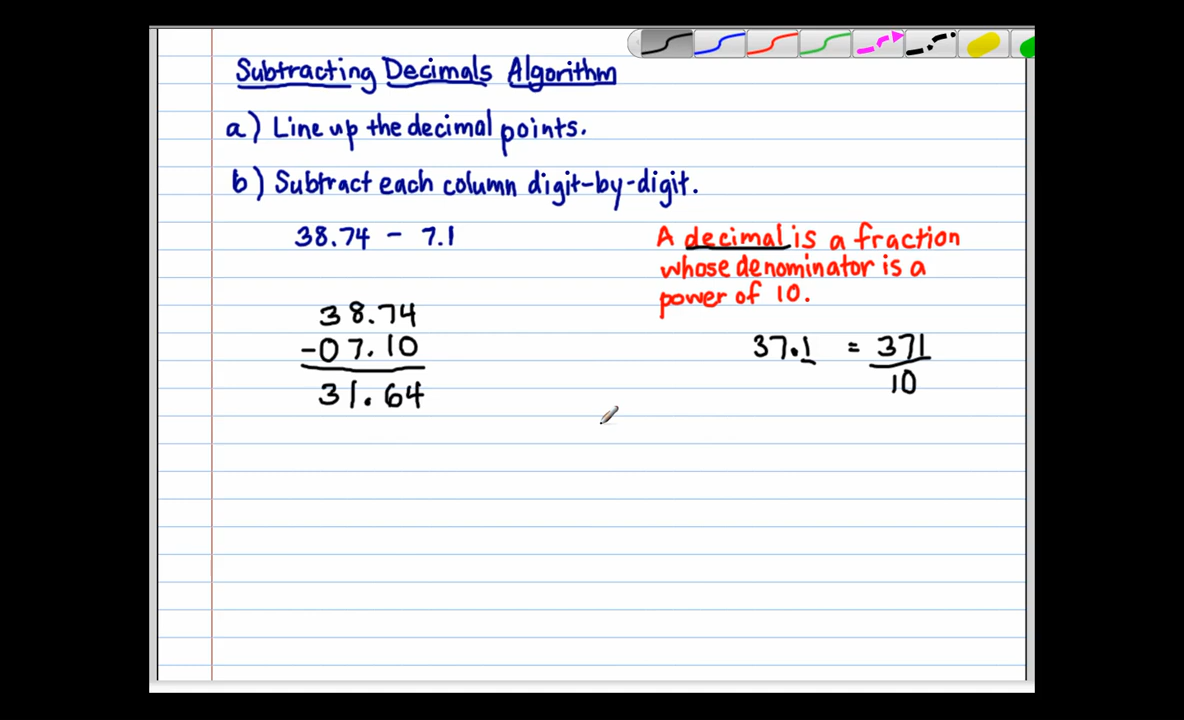 Subtracting Decimals Algorithm
a) Line up the decimal points.
b) Subtract each column digit-by-digit.
38.74 - 7.1
38.74
-07.10
31.64
A decimal is a fraction
whose denominator is a
power of 10.
37.1 = 371
10